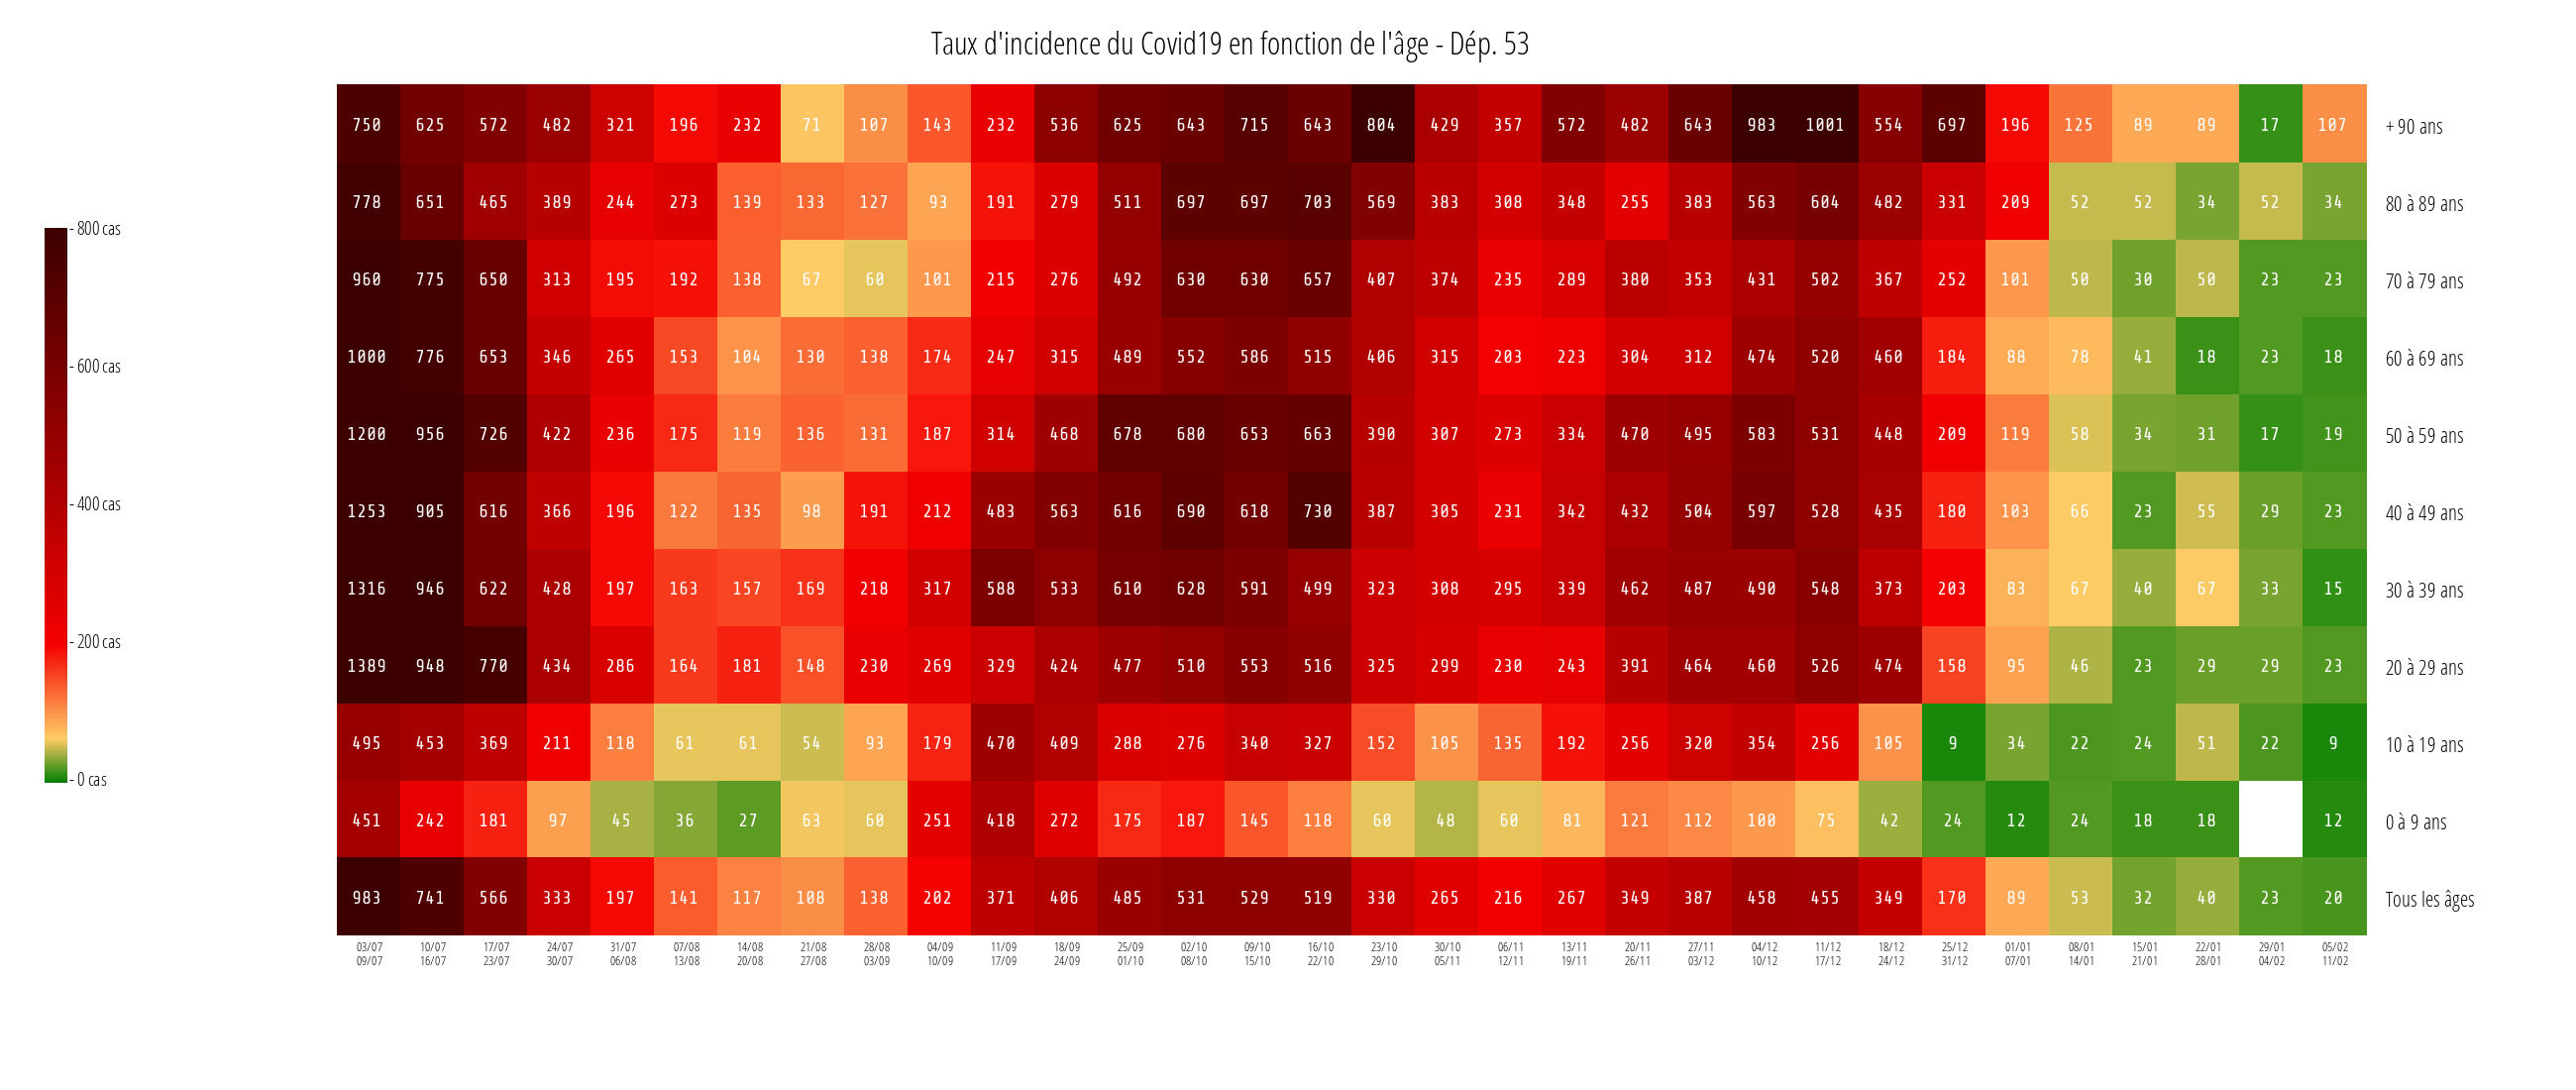 Taux d'incidence du Covid19 en fonction de l'âge - Dép. 53
- 800 cas
- 600 cas
- 400 cas
- 200 cas
- 0 cas
750 625 572 482 321 196 232 71 107 143 232 536 625 643 715 643 804 429 357 572 482 643 983 1001 554 697 196 125 89 89 17 107 + 90 ans
778 651 465 389 244 273 139 133 127 93 191 279 511 697 697 703 569 383 308 348 255 383 563 604 482 331 209 52 52 34 52 34 80 à 89 ans
960 775 650 313 195 192 138 67 60 101 215 276 492 630 630 657 407 374 235 289 380 353 431 502 367 252 101 50 30 50 23 23 70 à 79 ans
1000 776 653 346 265 153 104 130 138 174 247 315 489 552 586 515 406 315 203 223 304 312 474 520 460 184 88 78 41 18 23 18 60 à 69 ans
1200 956 726 422 236 175 119 136 131 187 314 468 678 680 653 663 390 307 273 334 470 495 583 531 448 209 119 58 34 31 17 19 50 à 59 ans
1253 905 616 366 196 122 135 98 191 212 483 563 616 690 618 730 387 305 231 342 432 504 597 528 435 180 103 66 23 55 29 23 40 à 49 ans
1316 946 622 428 197 163 157 169 218 317 588 533 610 628 591 499 323 308 295 339 462 487 490 548 373 203 83 67 40 67 33 15 30 à 39 ans
1389 948 770 434 286 164 181 148 230 269 329 424 477 510 553 516 325 299 230 243 391 464 460 526 474 158 95 46 23 29 29 23 20 à 29 ans
495 453 369 211 118 61 61 54 93 179 470 409 288 276 340 327 152 105 135 192 256 320 354 256 105 9 34 22 24 51 22 9 10 à 19 ans
451 242 181 97 45 36 27 63 60 251 418 272 175 187 145 118 60 48 60 81 121 112 100 75 42 24 12 24 18 18 12 0 à 9 ans
983 741 566 333 197 141 117 108 138 202 371 406 485 531 529 519 330 265 216 267 349 387 458 455 349 170 89 53 32 40 23 20 Tous les âges
03/07 10/07 17/07 24/07 31/07 07/08 14/08 21/08 28/08 04/09 11/09 18/09 25/09 02/10 09/10 16/10 23/10 30/10 06/11 13/11 20/11 27/11 04/12 11/12 18/12 25/12 01/01 08/01 15/01 22/01 29/01 05/02
09/07 16/07 23/07 30/07 06/08 13/08 20/08 27/08 03/09 10/09 17/09 24/09 01/10 08/10 15/10 22/10 29/10 05/11 12/11 19/11 26/11 03/12 10/12 17/12 24/12 31/12 07/01 14/01 21/01 28/01 04/02 11/02